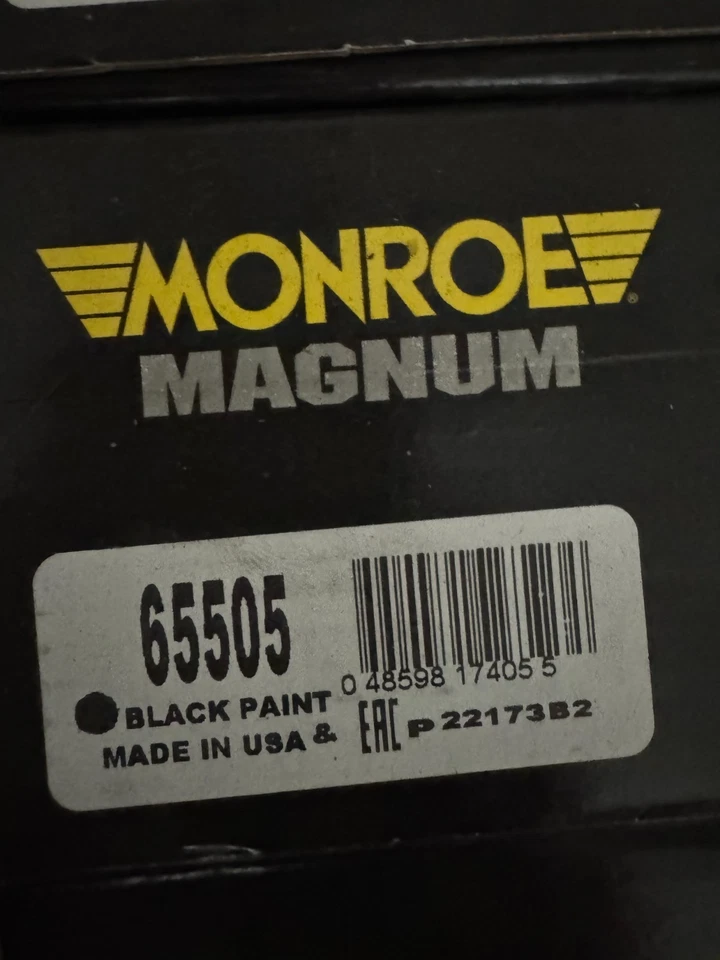 MONROE®
MAGNUM
65505
0 48598 17405 5
BLACK PAINT
MADE IN USA &
EAC P 22173B2